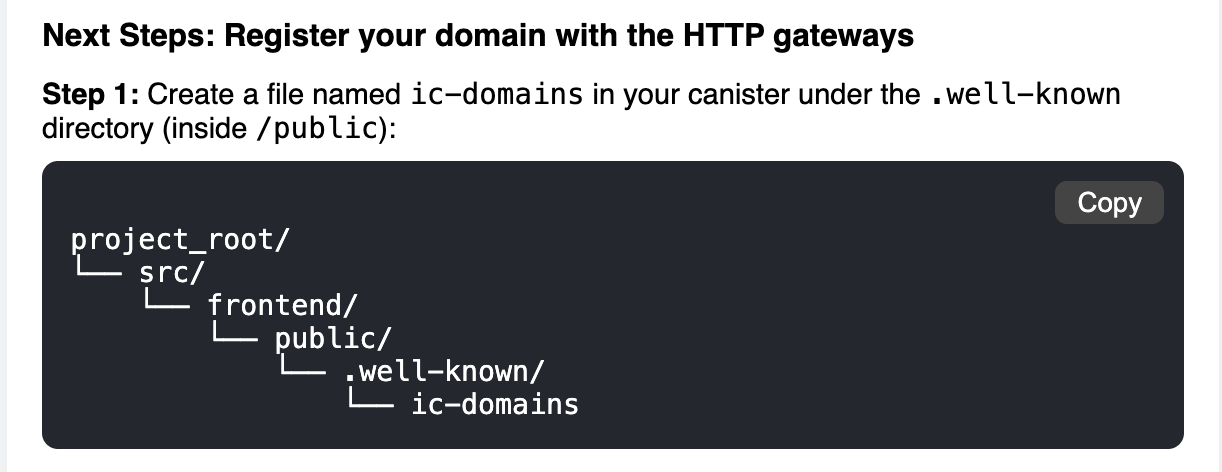 Next Steps: Register your domain with the HTTP gateways
Step 1: Create a file named ic-domains in your canister under the .well-known
directory (inside /public):
Copy
project_root/
└── src/
    └── frontend/
        └── public/
            └── .well-known/
                └── ic-domains